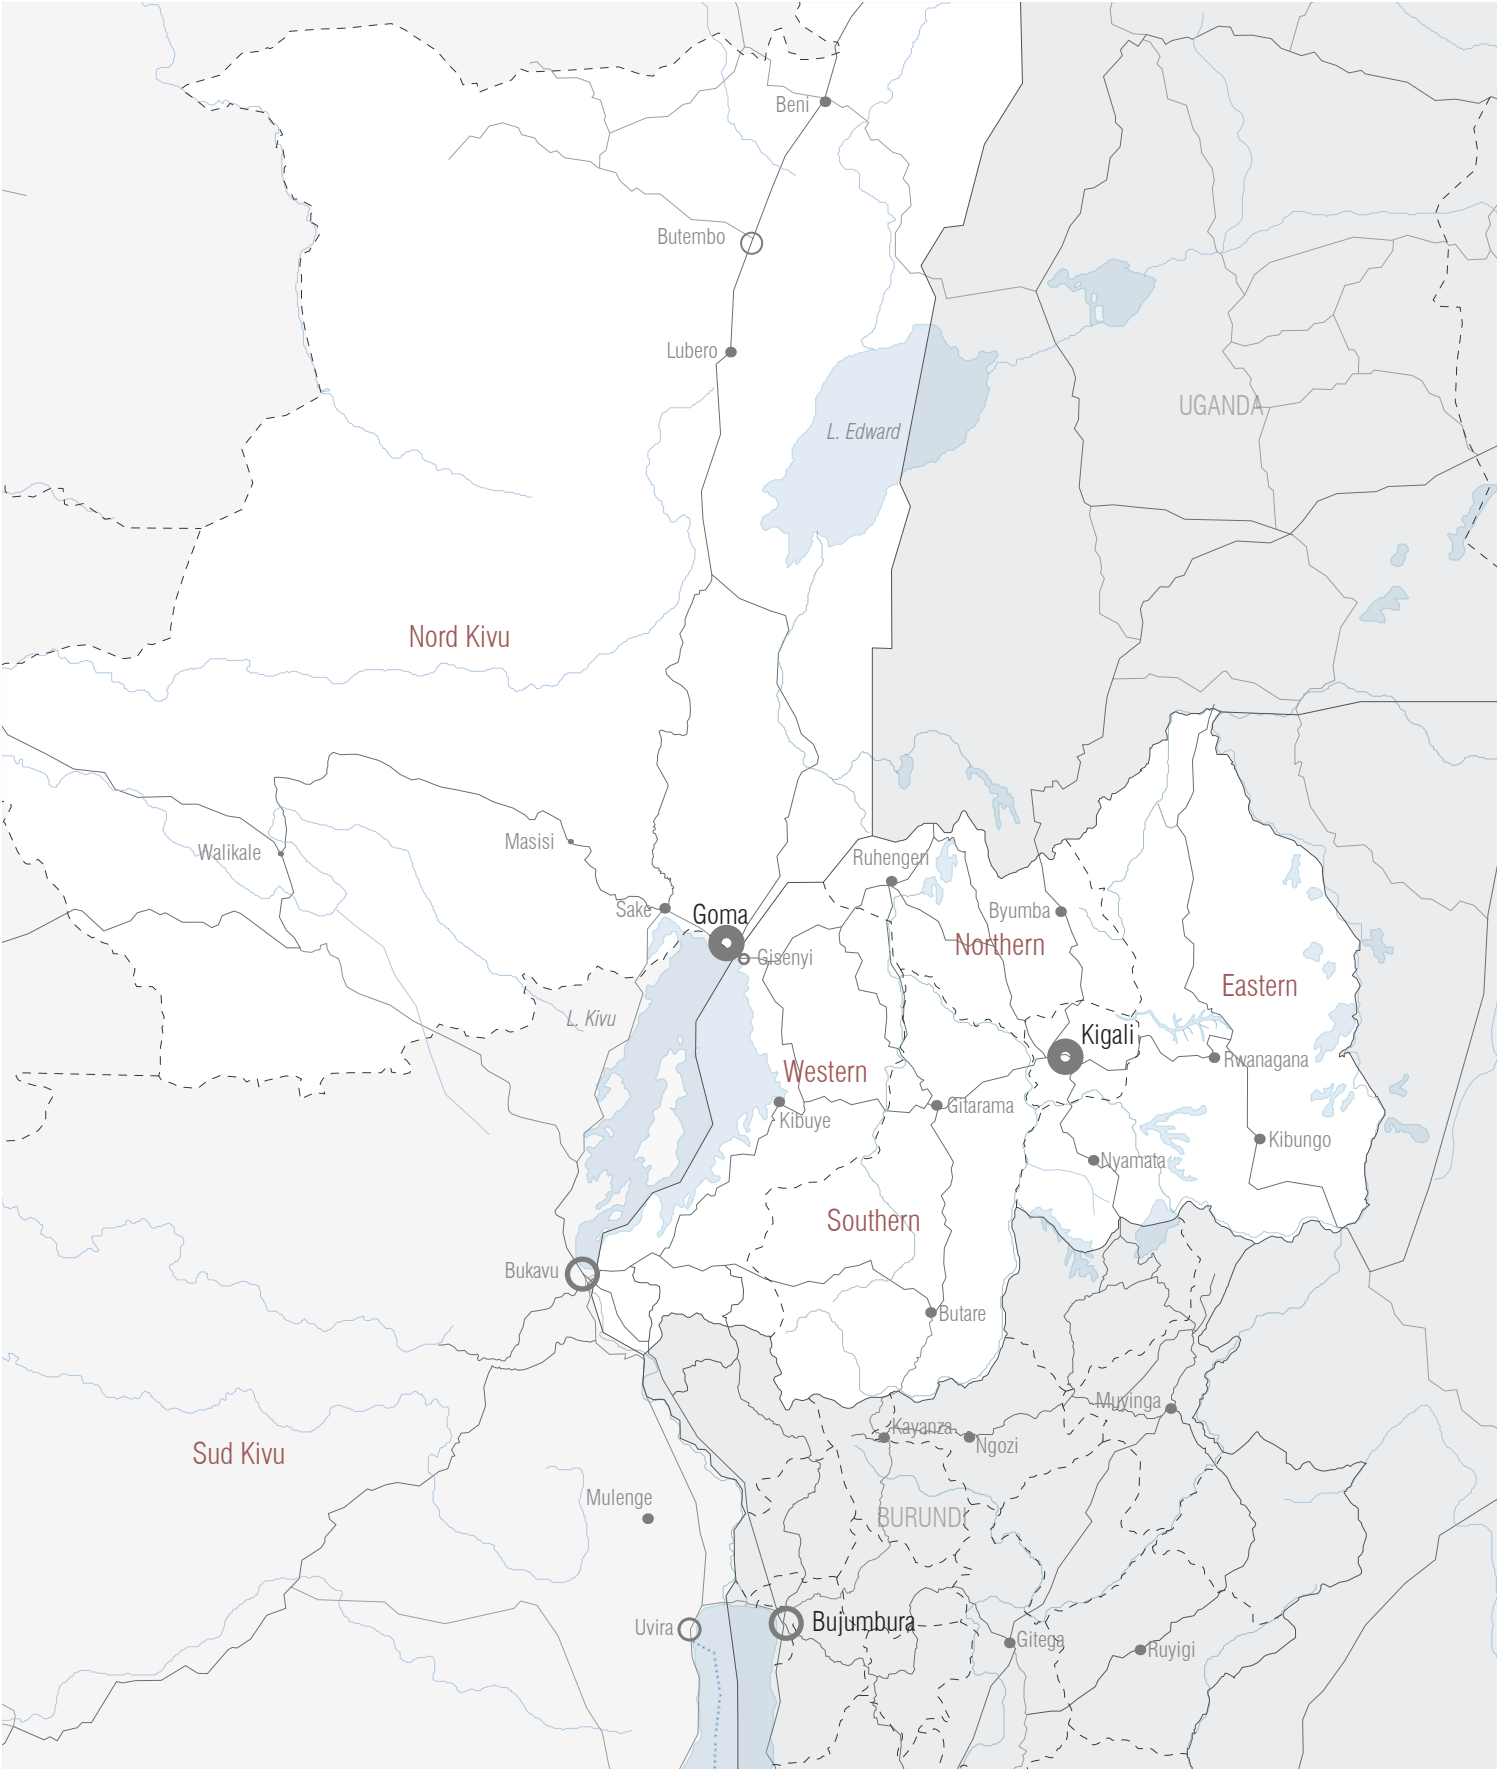 Beni
Butembo
Lubero
UGANDA
L. Edward
Nord Kivu
Masisi
Walikale
Ruhengeri
Sake
Goma
Byumba
Northern
Gisenyi
Eastern
L. Kivu
Kigali
Rwanagana
Western
Gitarama
Kibuye
Kibungo
Nyamata
Southern
Bukavu
Butare
Muyinga
Kayanza
Ngozi
Sud Kivu
Mulenge
BURUNDI
Uvira
Bujumbura
Gitega
Ruyigi